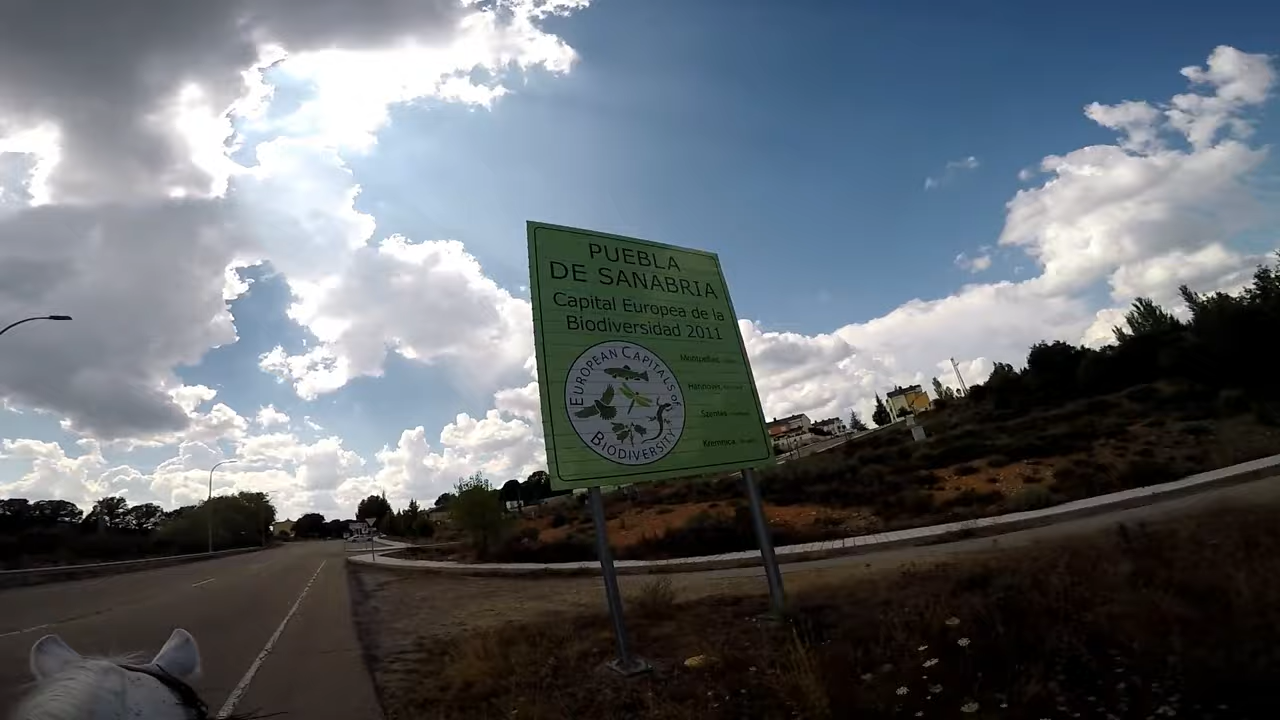 PUEBLA
DE SANABRIA
Capital Europea de la
Biodiversidad 2011
EUROPEAN CAPITALS of
BIODIVERSITY
Montpellier,
Hannover,
Szentes
Kremnica,